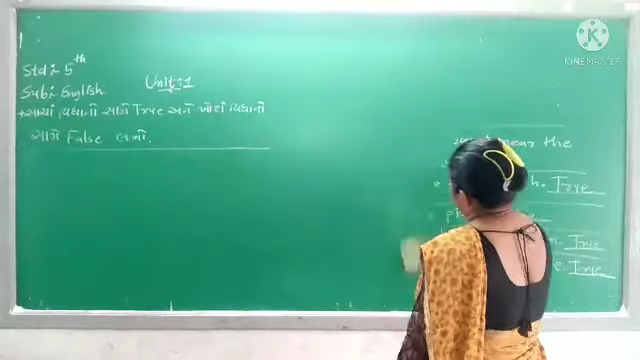 Std:- 5th
Sub:- English
Unit:-1
* સાચાં વિધાનો સામે True અને ખોટાં વિધાનો
સામે False લખો.
near the
h. True
True
e. True
KINEMASTER